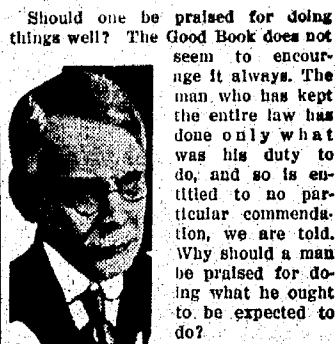 Should one be praised for doing
things well? The Good Book does not
seem to encour-
age it always. The
man who has kept
the entire law has
done only what
was his duty to
do, and so is en-
titled to no par-
ticular commenda-
tion, we are told.
Why should a man
be praised for do-
ing what he ought
to be expected to
do?